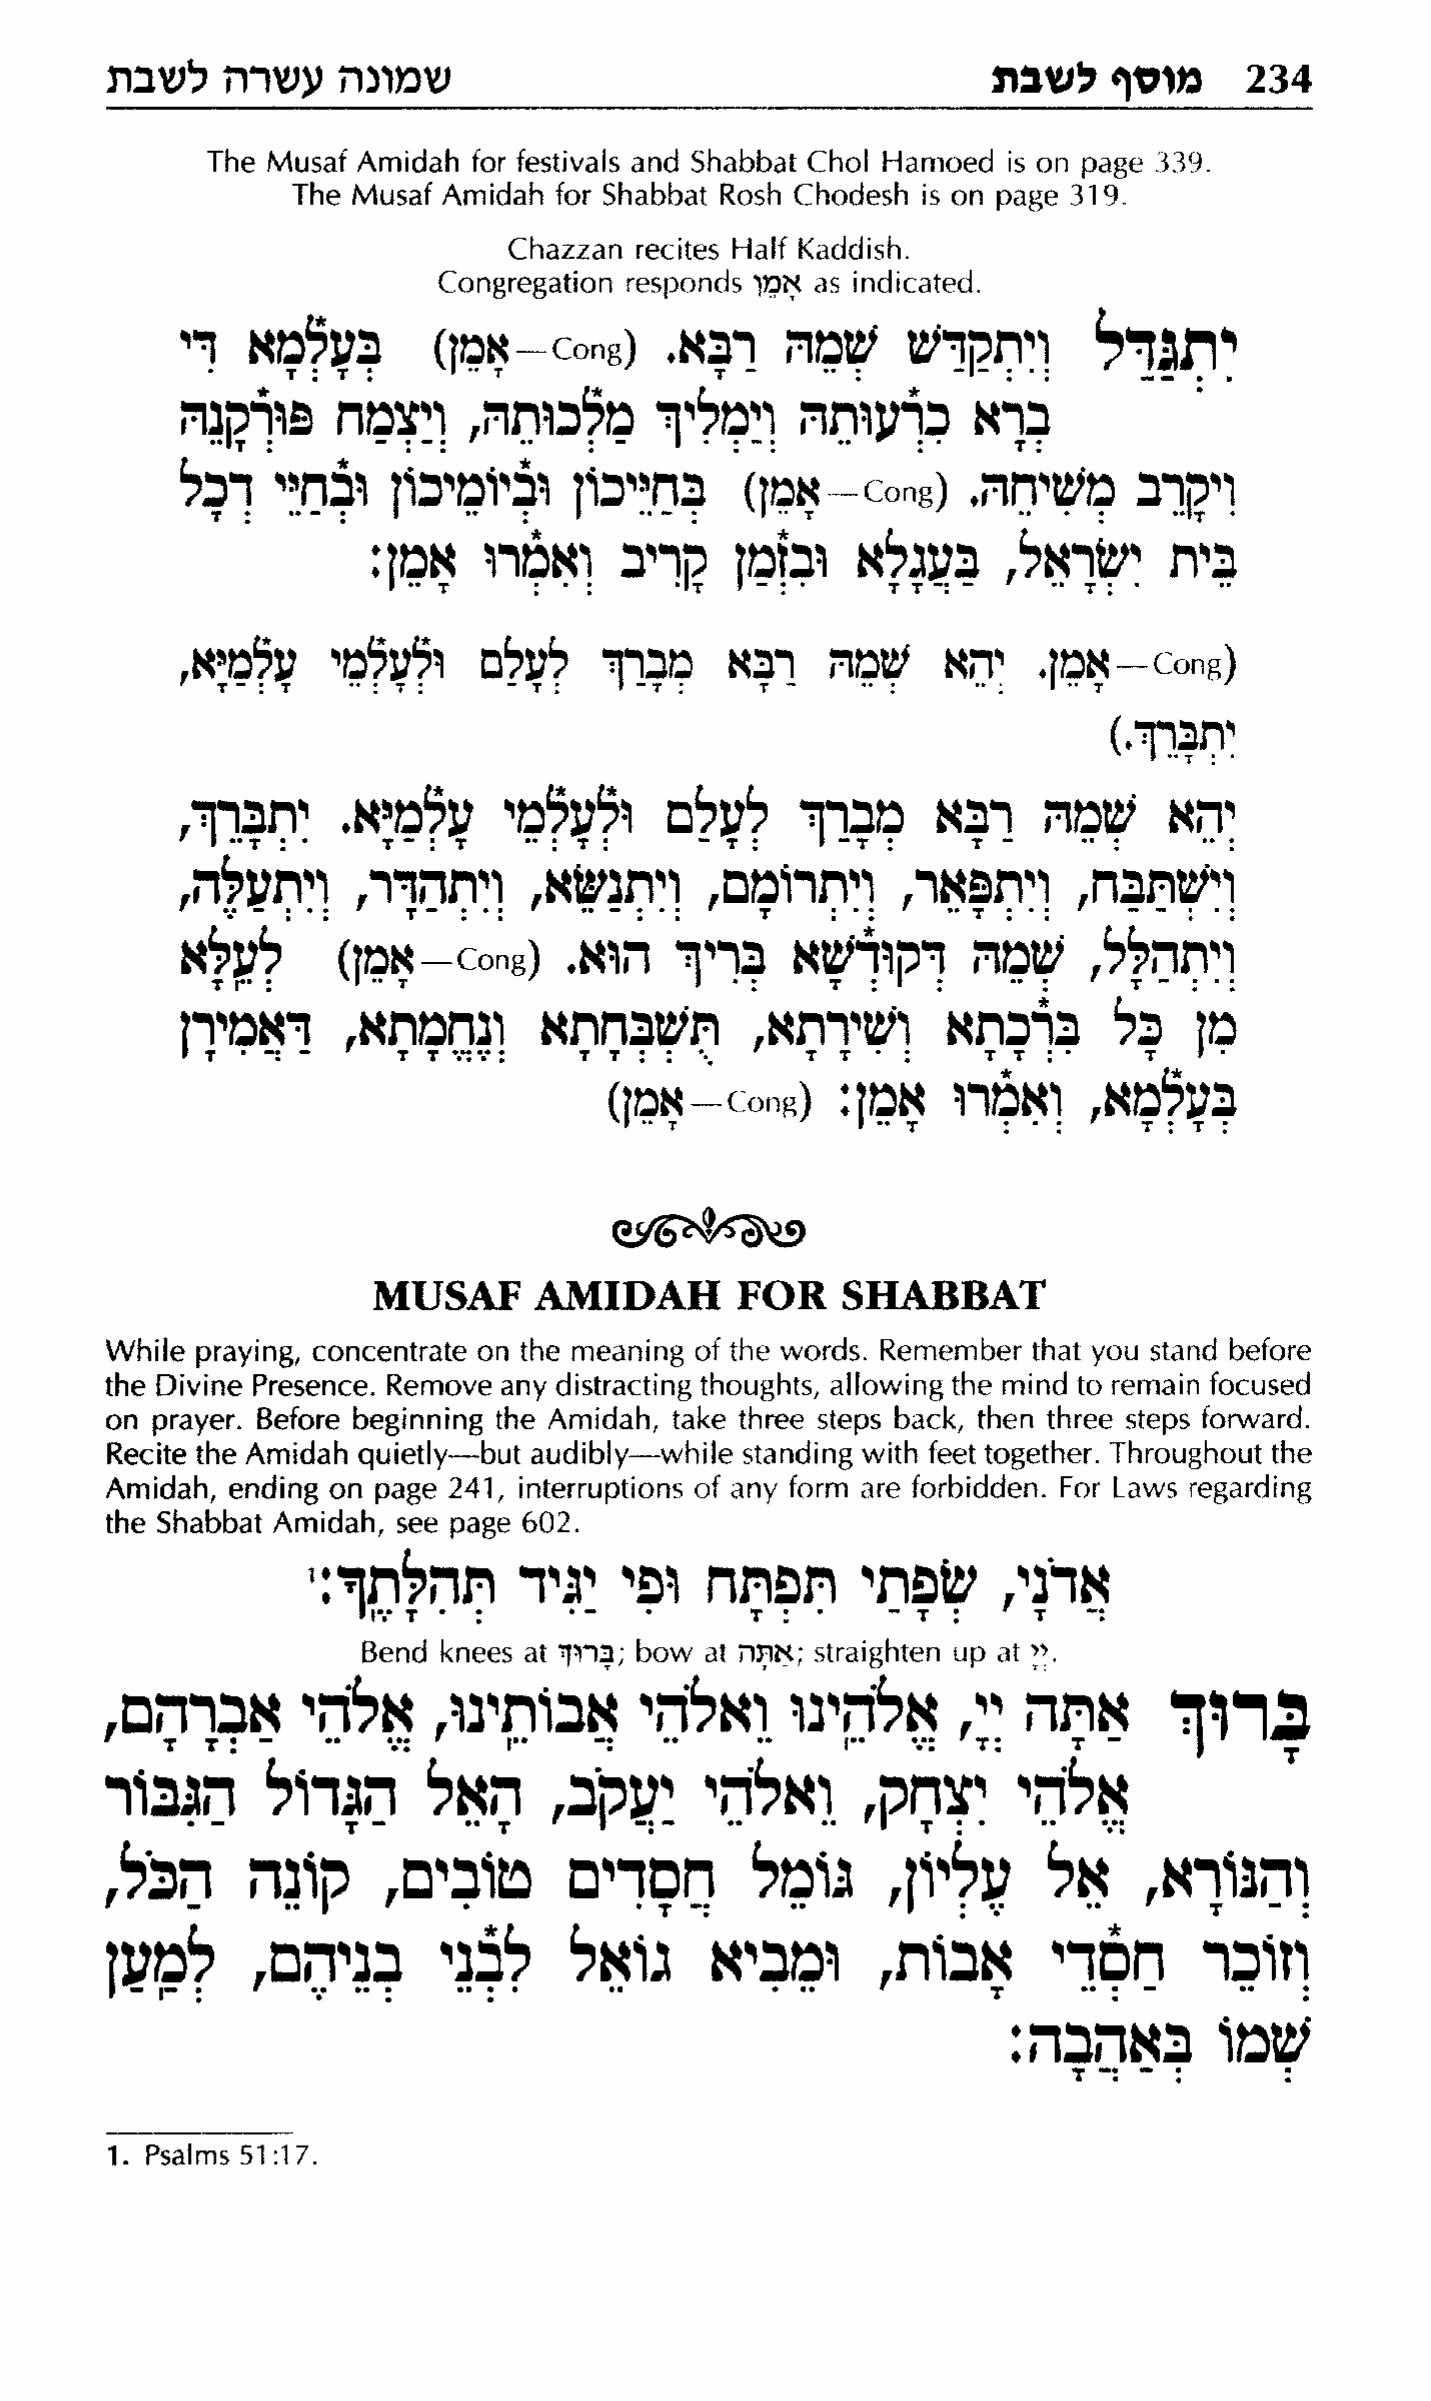 234 מוסף לשבת שמונה עשרה לשבת
The Musaf Amidah for festivals and Shabbat Chol Hamoed is on page 339.
The Musaf Amidah for Shabbat Rosh Chodesh is on page 319.
Chazzan recites Half Kaddish.
Congregation responds אָמֵן as indicated.
יִתְגַּדַּל וְיִתְקַדַּשׁ שְׁמֵהּ רַבָּא. (Cong—אָמֵן) בְּעָלְ*מָא דִּי
בְרָא כִרְ*עוּתֵהּ וְיַמְלִיךְ מַלְ*כוּתֵהּ, וְיַצְמַח פּוּרְ*קָנֵהּ
וִיקָרֵב מְשִׁיחֵהּ. (Cong—אָמֵן) בְּחַיֵּיכוֹן וּבְ*יוֹמֵיכוֹן וּבְ*חַיֵּי דְכָל
בֵּית יִשְׂרָאֵל, בַּעֲגָלָא וּבִזְ*מַן קָרִיב וְאִמְ*רוּ אָמֵן:
(Cong—אָמֵן. יְהֵא שְׁמֵהּ רַבָּא מְבָרַךְ לְעָלַם וּלְ*עָלְ*מֵי עָלְ*מַיָּא,
יִתְבָּרֵךְ.)
יְהֵא שְׁמֵהּ רַבָּא מְבָרַךְ לְעָלַם וּלְ*עָלְ*מֵי עָלְ*מַיָּא. יִתְבָּרֵךְ,
וְיִשְׁתַּבַּח, וְיִתְפָּאֵר, וְיִתְרוֹמָם, וְיִתְנַשֵּׂא, וְיִתְהַדָּר, וְיִתְעַלֶּה,
וְיִתְהַלָּל, שְׁמֵהּ דְּקוּדְ*שָׁא בְּרִיךְ הוּא. (Cong—אָמֵן) לְעֵלָּא
מִן כָּל בִּרְ*כָתָא וְשִׁירָתָא, תֻּשְׁבְּחָתָא וְנֶחֱמָתָא, דַּאֲמִירָן
בְּעָלְ*מָא, וְאִמְ*רוּ אָמֵן: (Cong—אָמֵן)
MUSAF AMIDAH FOR SHABBAT
While praying, concentrate on the meaning of the words. Remember that you stand before
the Divine Presence. Remove any distracting thoughts, allowing the mind to remain focused
on prayer. Before beginning the Amidah, take three steps back, then three steps forward.
Recite the Amidah quietly—but audibly—while standing with feet together. Throughout the
Amidah, ending on page 241, interruptions of any form are forbidden. For Laws regarding
the Shabbat Amidah, see page 602.
אֲדֹנָי, שְׂפָתַי תִּפְתָּח וּפִי יַגִּיד תְּהִלָּתֶֽךָ:¹
Bend knees at בָּרוּךְ; bow at אַתָּה; straighten up at יְיָ.
בָּרוּךְ אַתָּה יְיָ, אֱלֹהֵֽינוּ וֵאלֹהֵי אֲבוֹתֵֽינוּ, אֱלֹהֵי אַבְרָהָם,
אֱלֹהֵי יִצְחָק, וֵאלֹהֵי יַעֲקֹב, הָאֵל הַגָּדוֹל הַגִּבּוֹר
וְהַנּוֹרָא, אֵל עֶלְיוֹן, גּוֹמֵל חֲסָדִים טוֹבִים, קוֹנֵה הַכֹּל,
וְזוֹכֵר חַסְ*דֵי אָבוֹת, וּמֵבִיא גוֹאֵל לִבְ*נֵי בְנֵיהֶם, לְמַֽעַן
שְׁמוֹ בְּאַהֲבָה:
1. Psalms 51:17.